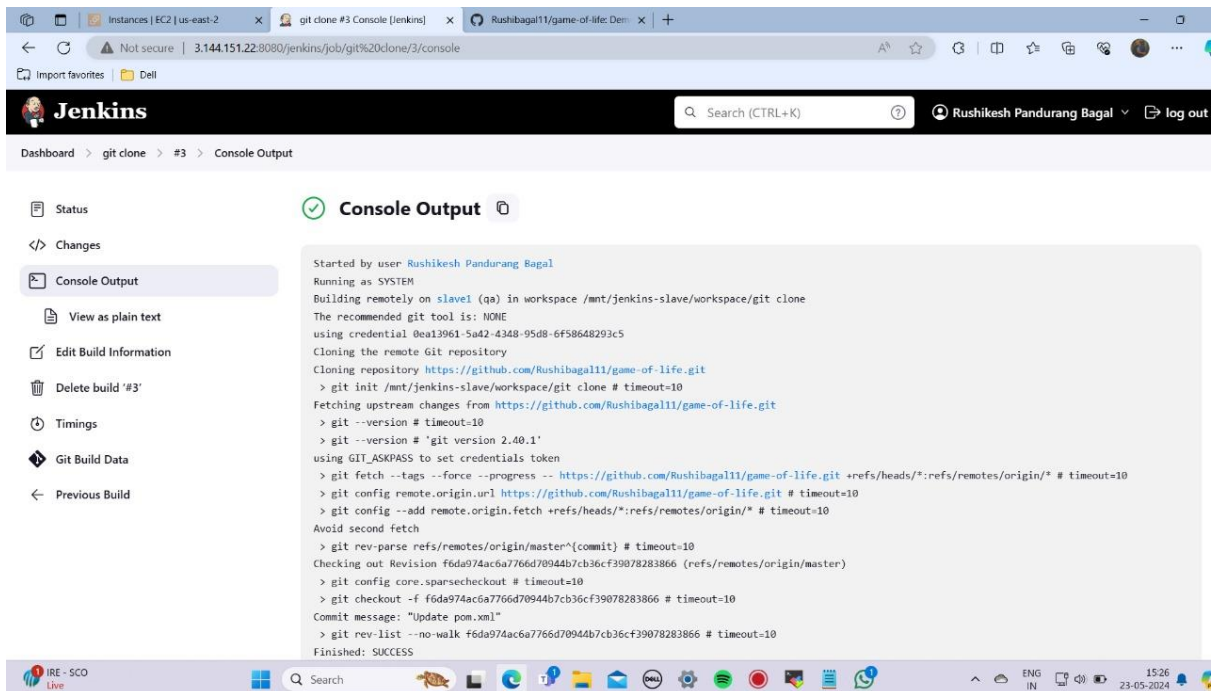 Instances | EC2 | us-east-2
git clone #3 Console [Jenkins]
Rushibagal11/game-of-life: Dem
Not secure | 3.144.151.22:8080/jenkins/job/git%20clone/3/console
Import favorites
Dell
Jenkins
Search (CTRL+K)
Rushikesh Pandurang Bagal
log out
Dashboard > git clone > #3 > Console Output
Status
Changes
Console Output
View as plain text
Edit Build Information
Delete build '#3'
Timings
Git Build Data
Previous Build
Console Output
Started by user Rushikesh Pandurang Bagal
Running as SYSTEM
Building remotely on slave1 (qa) in workspace /mnt/jenkins-slave/workspace/git clone
The recommended git tool is: NONE
using credential 0ea13961-5a42-4348-95d8-6f58648293c5
Cloning the remote Git repository
Cloning repository https://github.com/Rushibagal11/game-of-life.git
> git init /mnt/jenkins-slave/workspace/git clone # timeout=10
Fetching upstream changes from https://github.com/Rushibagal11/game-of-life.git
> git --version # timeout=10
> git --version # 'git version 2.40.1'
using GIT_ASKPASS to set credentials token
> git fetch --tags --force --progress -- https://github.com/Rushibagal11/game-of-life.git +refs/heads/*:refs/remotes/origin/* # timeout=10
> git config remote.origin.url https://github.com/Rushibagal11/game-of-life.git # timeout=10
> git config --add remote.origin.fetch +refs/heads/*:refs/remotes/origin/* # timeout=10
Avoid second fetch
> git rev-parse refs/remotes/origin/master^{commit} # timeout=10
Checking out Revision f6da974ac6a7766d70944b7cb36cf39078283866 (refs/remotes/origin/master)
> git config core.sparsecheckout # timeout=10
> git checkout -f f6da974ac6a7766d70944b7cb36cf39078283866 # timeout=10
Commit message: "Update pom.xml"
> git rev-list --no-walk f6da974ac6a7766d70944b7cb36cf39078283866 # timeout=10
Finished: SUCCESS
IRE - SCO
Live
Search
ENG
IN
15:26
23-05-2024